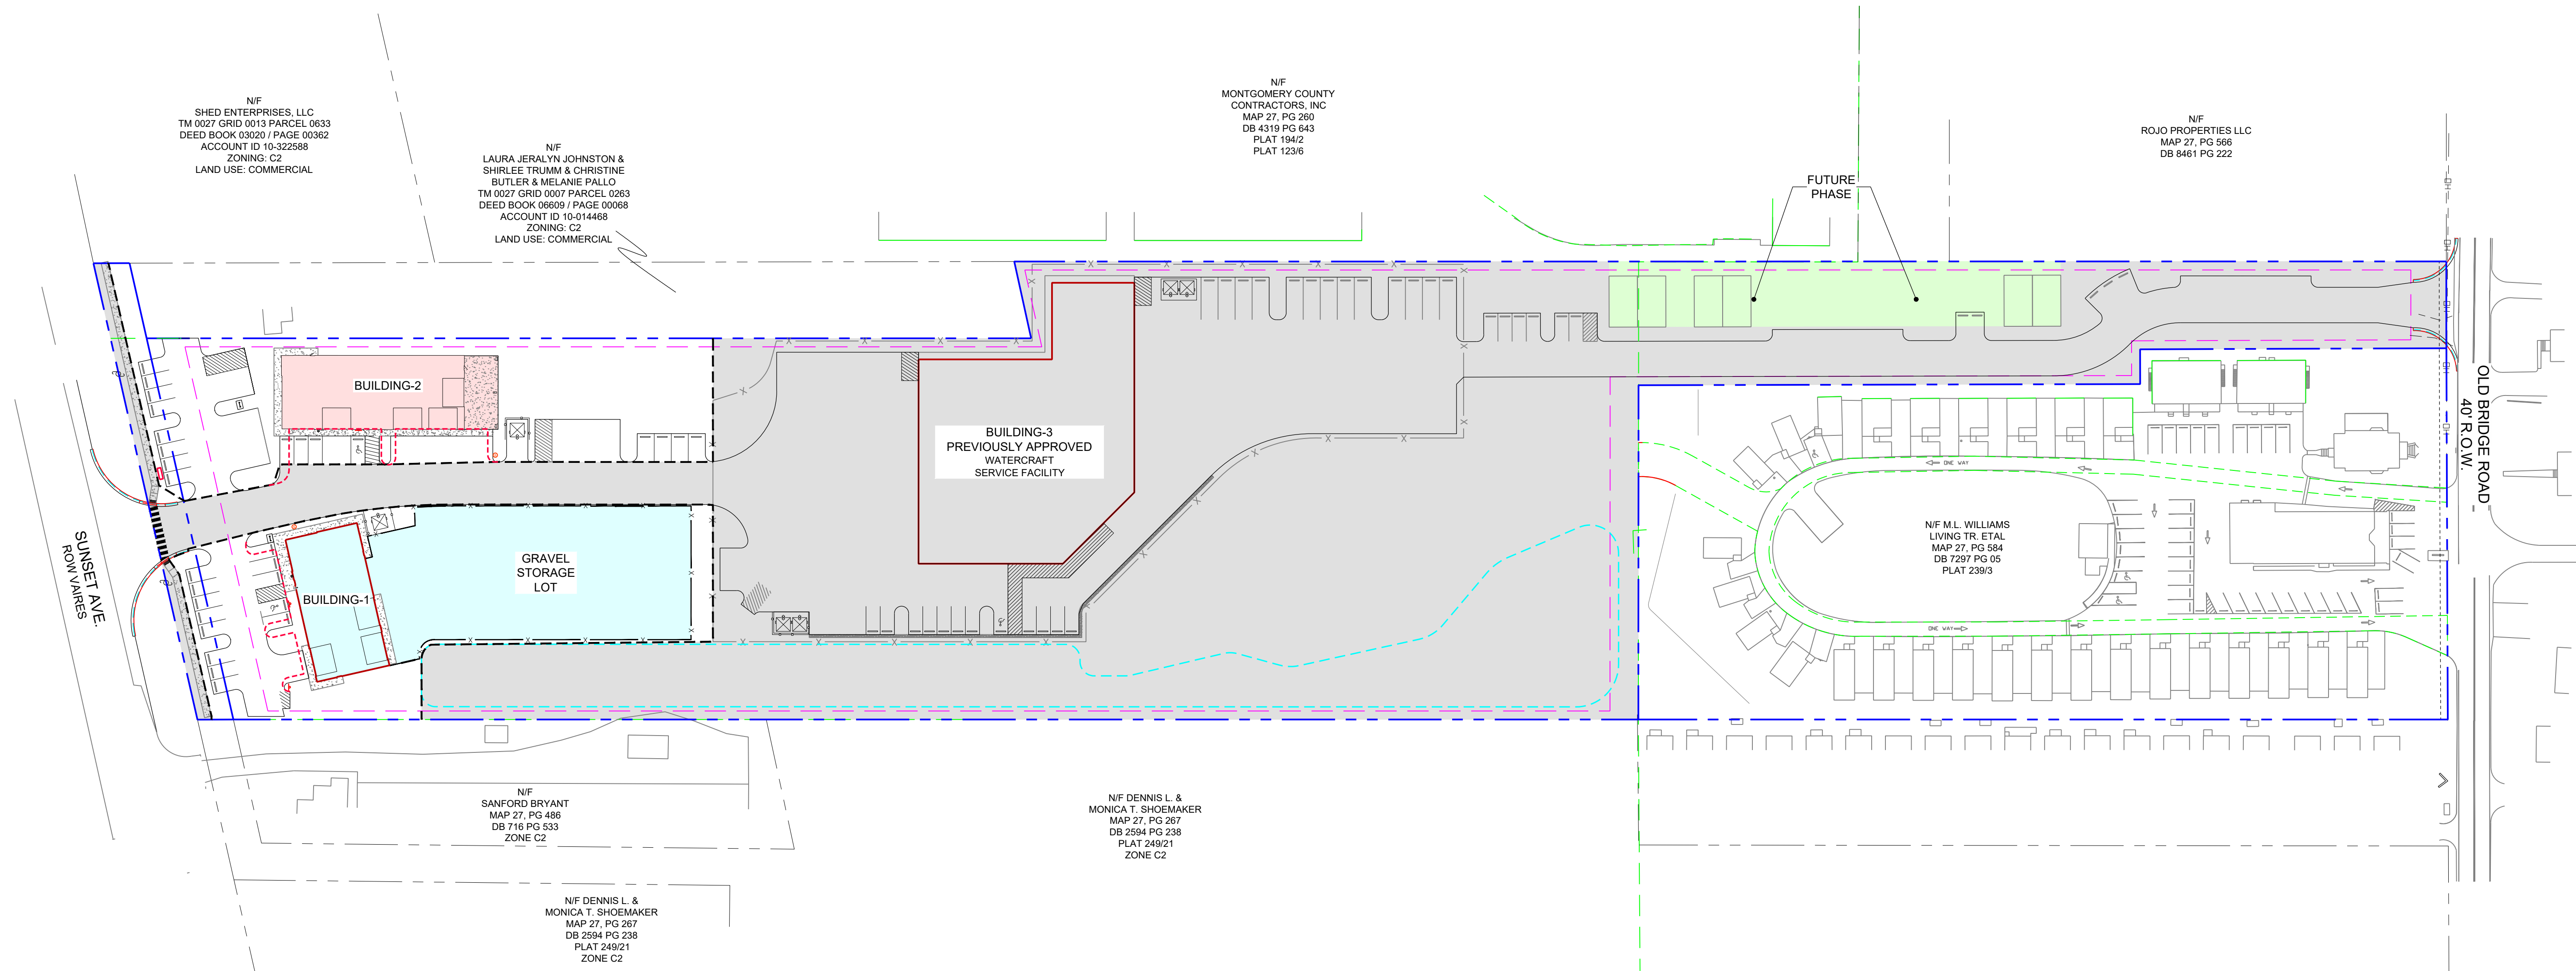 N/F
SHED ENTERPRISES, LLC
TM 0027 GRID 0013 PARCEL 0633
DEED BOOK 03020 / PAGE 00362
ACCOUNT ID 10-322588
ZONING: C2
LAND USE: COMMERCIAL
N/F
LAURA JERALYN JOHNSTON &
SHIRLEE TRUMM & CHRISTINE
BUTLER & MELANIE PALLO
TM 0027 GRID 0007 PARCEL 0263
DEED BOOK 06609 / PAGE 00068
ACCOUNT ID 10-014468
ZONING: C2
LAND USE: COMMERCIAL
N/F
MONTGOMERY COUNTY
CONTRACTORS, INC
MAP 27, PG 260
DB 4319 PG 643
PLAT 194/2
PLAT 123/6
N/F
ROJO PROPERTIES LLC
MAP 27, PG 566
DB 8461 PG 222
FUTURE
PHASE
BUILDING-2
BUILDING-3
PREVIOUSLY APPROVED
WATERCRAFT
SERVICE FACILITY
OLD BRIDGE ROAD
40' R.O.W.
ONE WAY
N/F M.L. WILLIAMS
LIVING TR. ETAL
MAP 27, PG 584
DB 7297 PG 05
PLAT 239/3
ONE WAY
SUNSET AVE.
ROW VAIRES
BUILDING-1
GRAVEL
STORAGE
LOT
N/F
SANFORD BRYANT
MAP 27, PG 486
DB 716 PG 533
ZONE C2
N/F DENNIS L. &
MONICA T. SHOEMAKER
MAP 27, PG 267
DB 2594 PG 238
PLAT 249/21
ZONE C2
N/F DENNIS L. &
MONICA T. SHOEMAKER
MAP 27, PG 267
DB 2594 PG 238
PLAT 249/21
ZONE C2